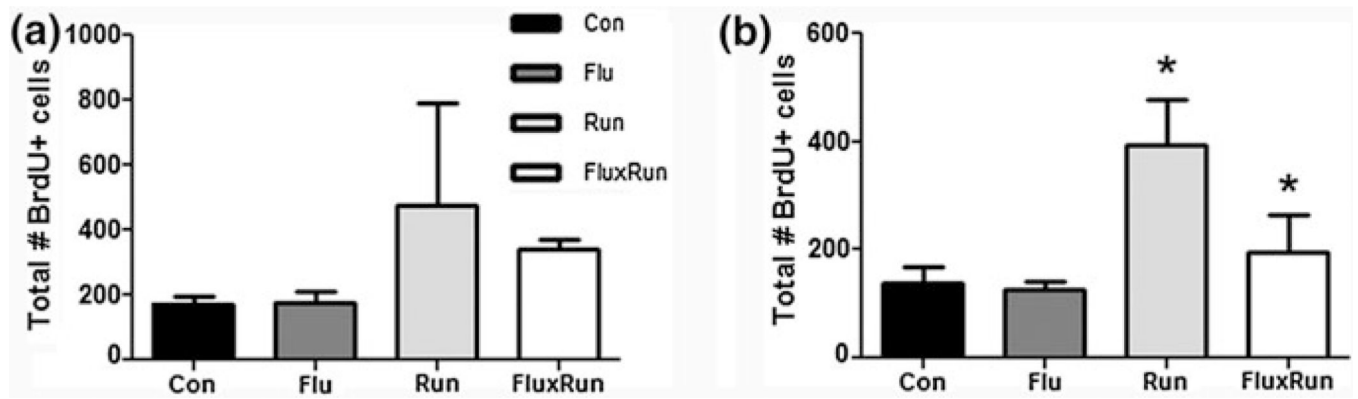 (a)
Total # BrdU+ cells
1000
800
600
400
200
0
Con
Flu
Run
FluxRun
Con Flu Run FluxRun
(b)
Total # BrdU+ cells
600
400
200
0
*
*
Con Flu Run FluxRun